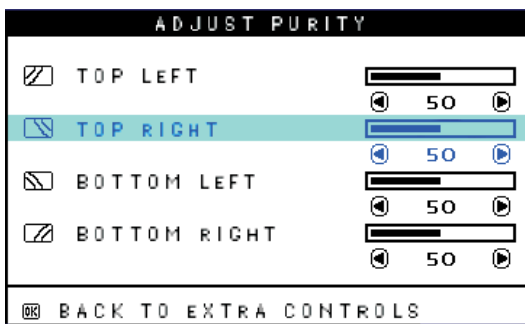 ADJUST PURITY
TOP LEFT
50
TOP RIGHT
50
BOTTOM LEFT
50
BOTTOM RIGHT
50
OK BACK TO EXTRA CONTROLS